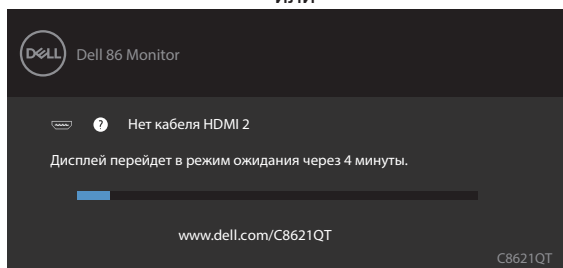 или
DELL Dell 86 Monitor
? Нет кабеля HDMI 2
Дисплей перейдет в режим ожидания через 4 минуты.
www.dell.com/C8621QT
C8621QT